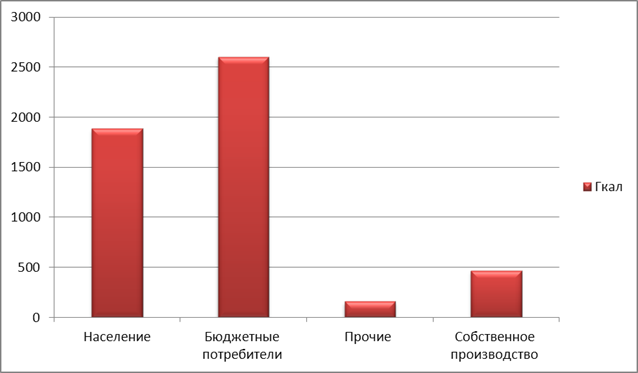 3000
2500
2000
1500
1000
500
0
Население
Бюджетные
потребители
Прочие
Собственное
производство
Гкал